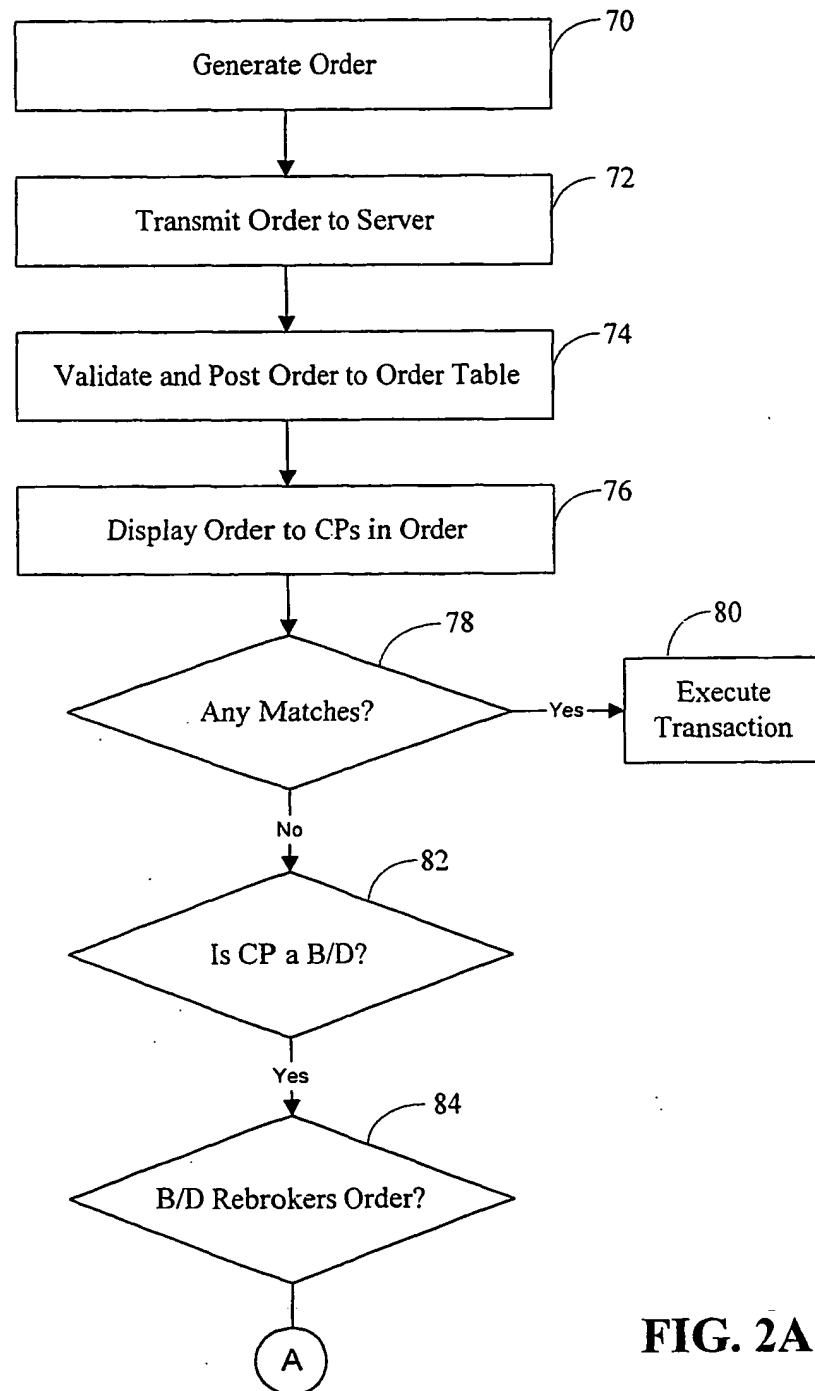 70
Generate Order
72
Transmit Order to Server
74
Validate and Post Order to Order Table
76
Display Order to CPs in Order
78
Any Matches?
Yes
80
Execute
Transaction
No
82
Is CP a B/D?
Yes
84
B/D Rebrokers Order?
A
FIG. 2A